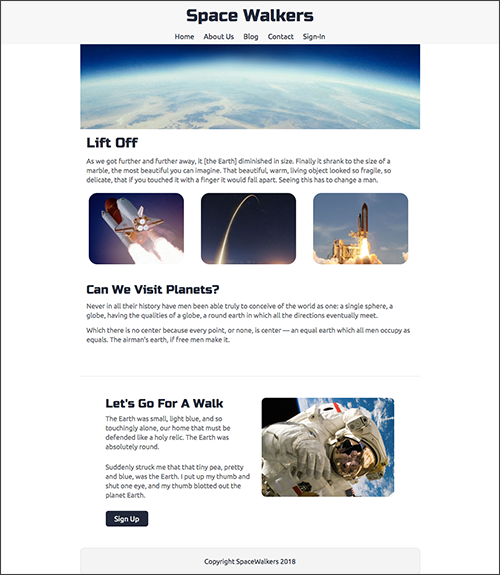 Space Walkers
Home About Us Blog Contact Sign-In
Lift Off
As we got further and further away, it [the Earth] diminished in size. Finally it shrank to the size of a
marble, the most beautiful you can imagine. That beautiful, warm, living object looked so fragile, so
delicate, that if you touched it with a finger it would fall apart. Seeing this has to change a man.
Can We Visit Planets?
Never in all their history have men been able truly to conceive of the world as one: a single sphere, a
globe, having the qualities of a globe, a round earth in which all the directions eventually meet.
Which there is no center because every point, or none, is center — an equal earth which all men occupy as
equals. The airman's earth, if free men make it.
Let's Go For A Walk
The Earth was small, light blue, and so
touchingly alone, our home that must be
defended like a holy relic. The Earth was
absolutely round.
Suddenly struck me that that tiny pea, pretty
and blue, was the Earth. I put up my thumb and
shut one eye, and my thumb blotted out the
planet Earth.
Sign Up
Copyright SpaceWalkers 2018